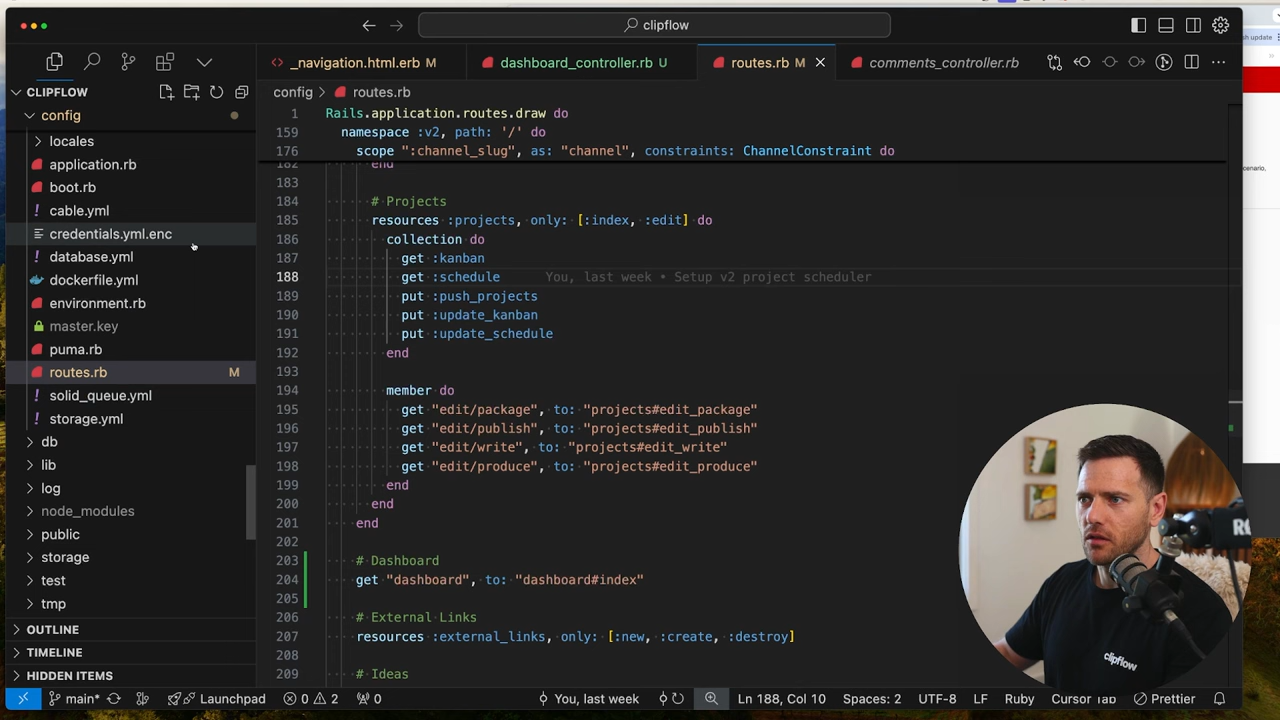 clipflow
_navigation.html.erb M
dashboard_controller.rb U
routes.rb M
comments_controller.rb
CLIPFLOW
config
locales
application.rb
boot.rb
cable.yml
credentials.yml.enc
database.yml
dockerfile.yml
environment.rb
master.key
puma.rb
routes.rb M
solid_queue.yml
storage.yml
db
lib
log
node_modules
public
storage
test
tmp
OUTLINE
TIMELINE
HIDDEN ITEMS
config > routes.rb
1 Rails.application.routes.draw do
159 namespace :v2, path: '/' do
176 scope ":channel_slug", as: "channel", constraints: ChannelConstraint do
182 end
183
184 # Projects
185 resources :projects, only: [:index, :edit] do
186 collection do
187 get :kanban
188 get :schedule You, last week • Setup v2 project scheduler
189 put :push_projects
190 put :update_kanban
191 put :update_schedule
192 end
193
194 member do
195 get "edit/package", to: "projects#edit_package"
196 get "edit/publish", to: "projects#edit_publish"
197 get "edit/write", to: "projects#edit_write"
198 get "edit/produce", to: "projects#edit_produce"
199 end
200 end
201 end
202
203 # Dashboard
204 get "dashboard", to: "dashboard#index"
205
206 # External Links
207 resources :external_links, only: [:new, :create, :destroy]
208
209 # Ideas
clipflow
main*
Launchpad
0 2
0
You, last week
Ln 188, Col 10
Spaces: 2
UTF-8
LF
Ruby
Cursor Tab
Prettier